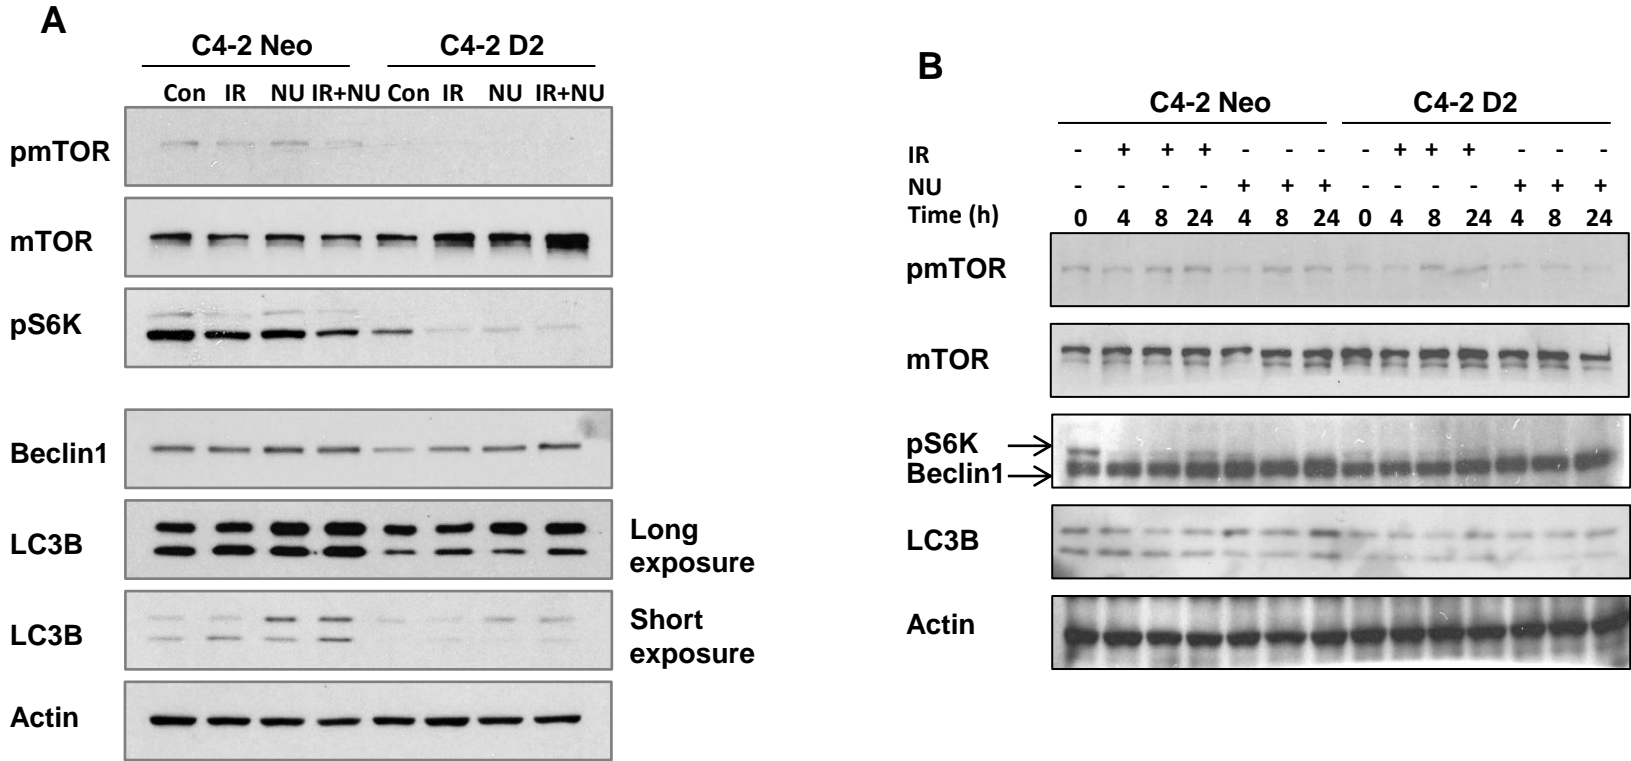 A
C4-2 Neo C4-2 D2
Con IR NU IR+NU Con IR NU IR+NU
pmTOR
mTOR
pS6K
Beclin1
LC3B Long exposure
LC3B Short exposure
Actin
B
C4-2 Neo C4-2 D2
IR - + + + - - - - + + + - - -
NU - - - - + + + - - - - + + +
Time (h) 0 4 8 24 4 8 24 0 4 8 24 4 8 24
pmTOR
mTOR
pS6K
Beclin1
LC3B
Actin